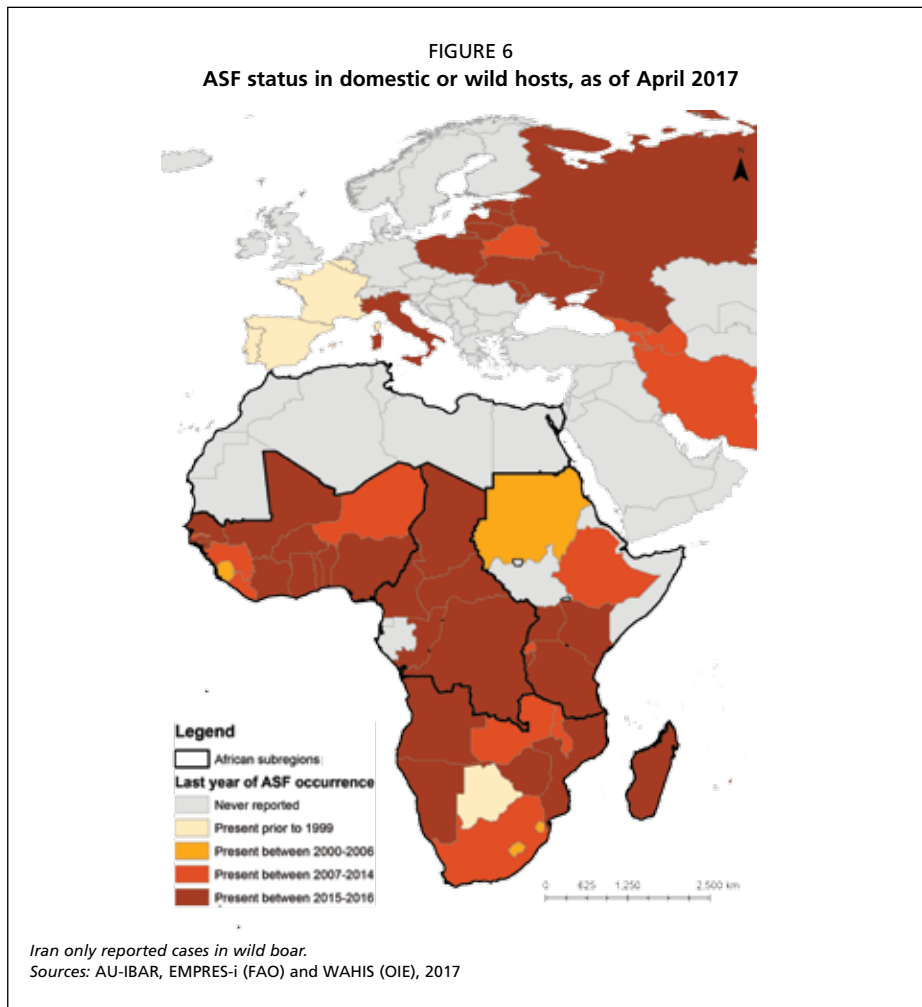 FIGURE 6
ASF status in domestic or wild hosts, as of April 2017
N
Legend
African subregions
Last year of ASF occurrence
Never reported
Present prior to 1999
Present between 2000-2006
Present between 2007-2014
Present between 2015-2016
0 625 1,250 2,500 km
Iran only reported cases in wild boar.
Sources: AU-IBAR, EMPRES-i (FAO) and WAHIS (OIE), 2017